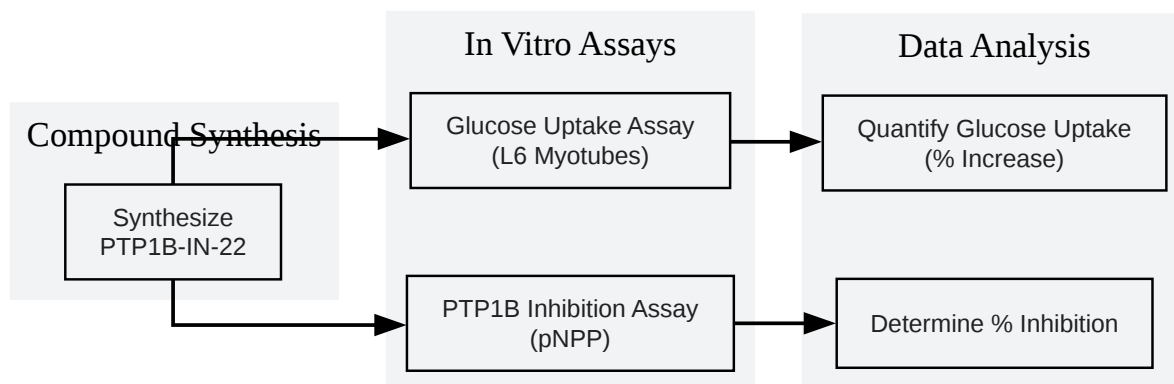 Compound Synthesis
Synthesize
PTP1B-IN-22
In Vitro Assays
Glucose Uptake Assay
(L6 Myotubes)
PTP1B Inhibition Assay
(pNPP)
Data Analysis
Quantify Glucose Uptake
(% Increase)
Determine % Inhibition